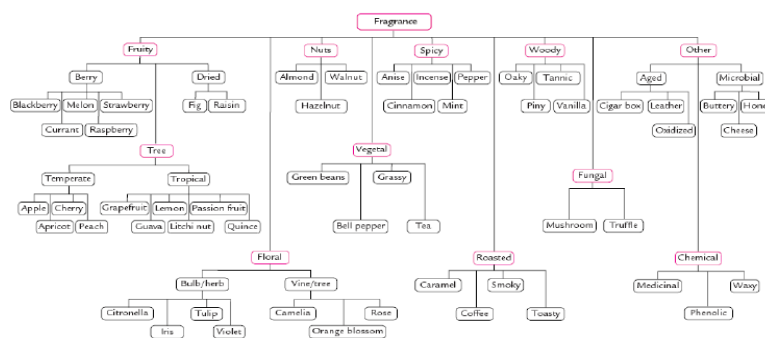 Fragrance
Fruity Nuts Spicy Woody Other
Berry Dried Almond Walnut Anise Incense Pepper Oaky Tannic Aged Microbial
Blackberry Melon Strawberry Fig Raisin Hazelnut Cinnamon Mint Piny Vanilla Cigar box Leather Buttery Hone
Currant Raspberry Oxidized Cheese
Tree Vegetal
Temperate Tropical Green beans Grassy Fungal
Apple Cherry Grapefruit Lemon Passion fruit
Apricot Peach Guava Litchi nut Quince Bell pepper Tea Mushroom Truffle
Floral Roasted Chemical
Bulb/herb Vine/tree Caramel Smoky Medicinal Waxy
Citronella Tulip Camelia Rose Coffee Toasty Phenolic
Iris Violet Orange blossom